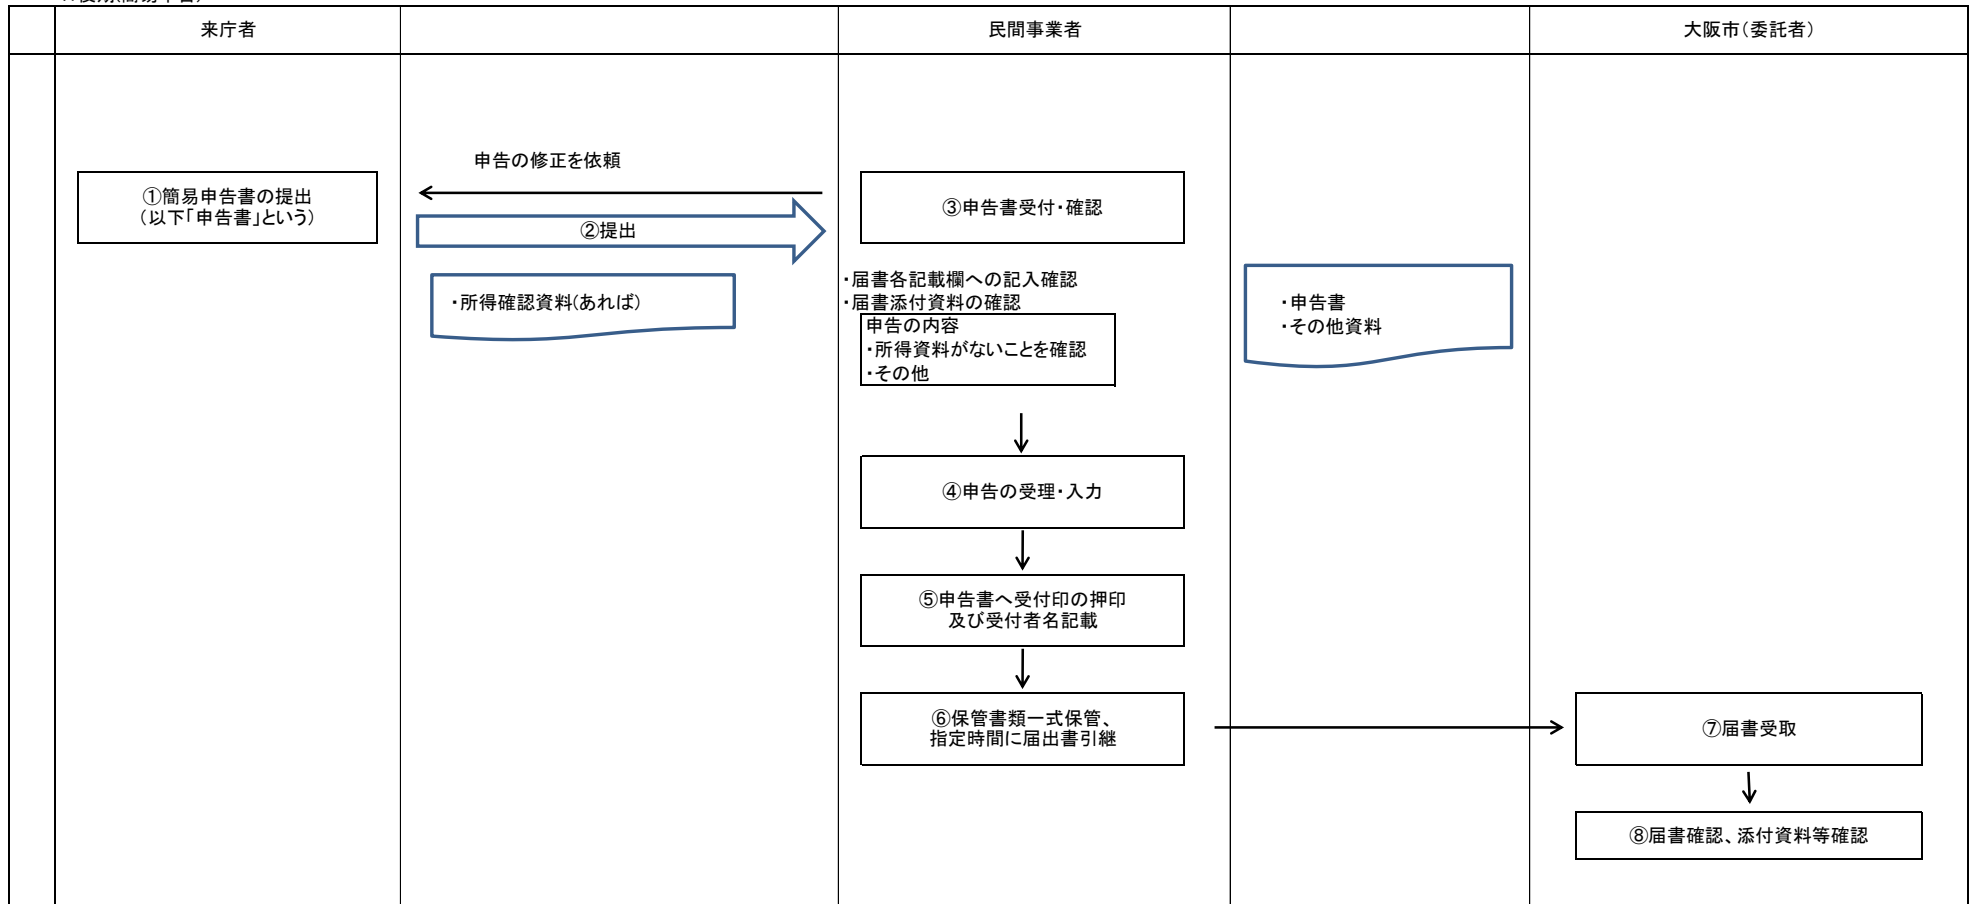 来庁者
民間事業者
大阪市(委託者)
申告の修正を依頼
①簡易申告書の提出
(以下「申告書」という)
②提出
③申告書受付・確認
・所得確認資料(あれば)
・届書各記載欄への記入確認
・届書添付資料の確認
申告の内容
・所得資料がないことを確認
・その他
・申告書
・その他資料
④申告の受理・入力
⑤申告書へ受付印の押印
及び受付者名記載
⑥保管書類一式保管、
指定時間に届出書引継
⑦届書受取
⑧届書確認、添付資料等確認